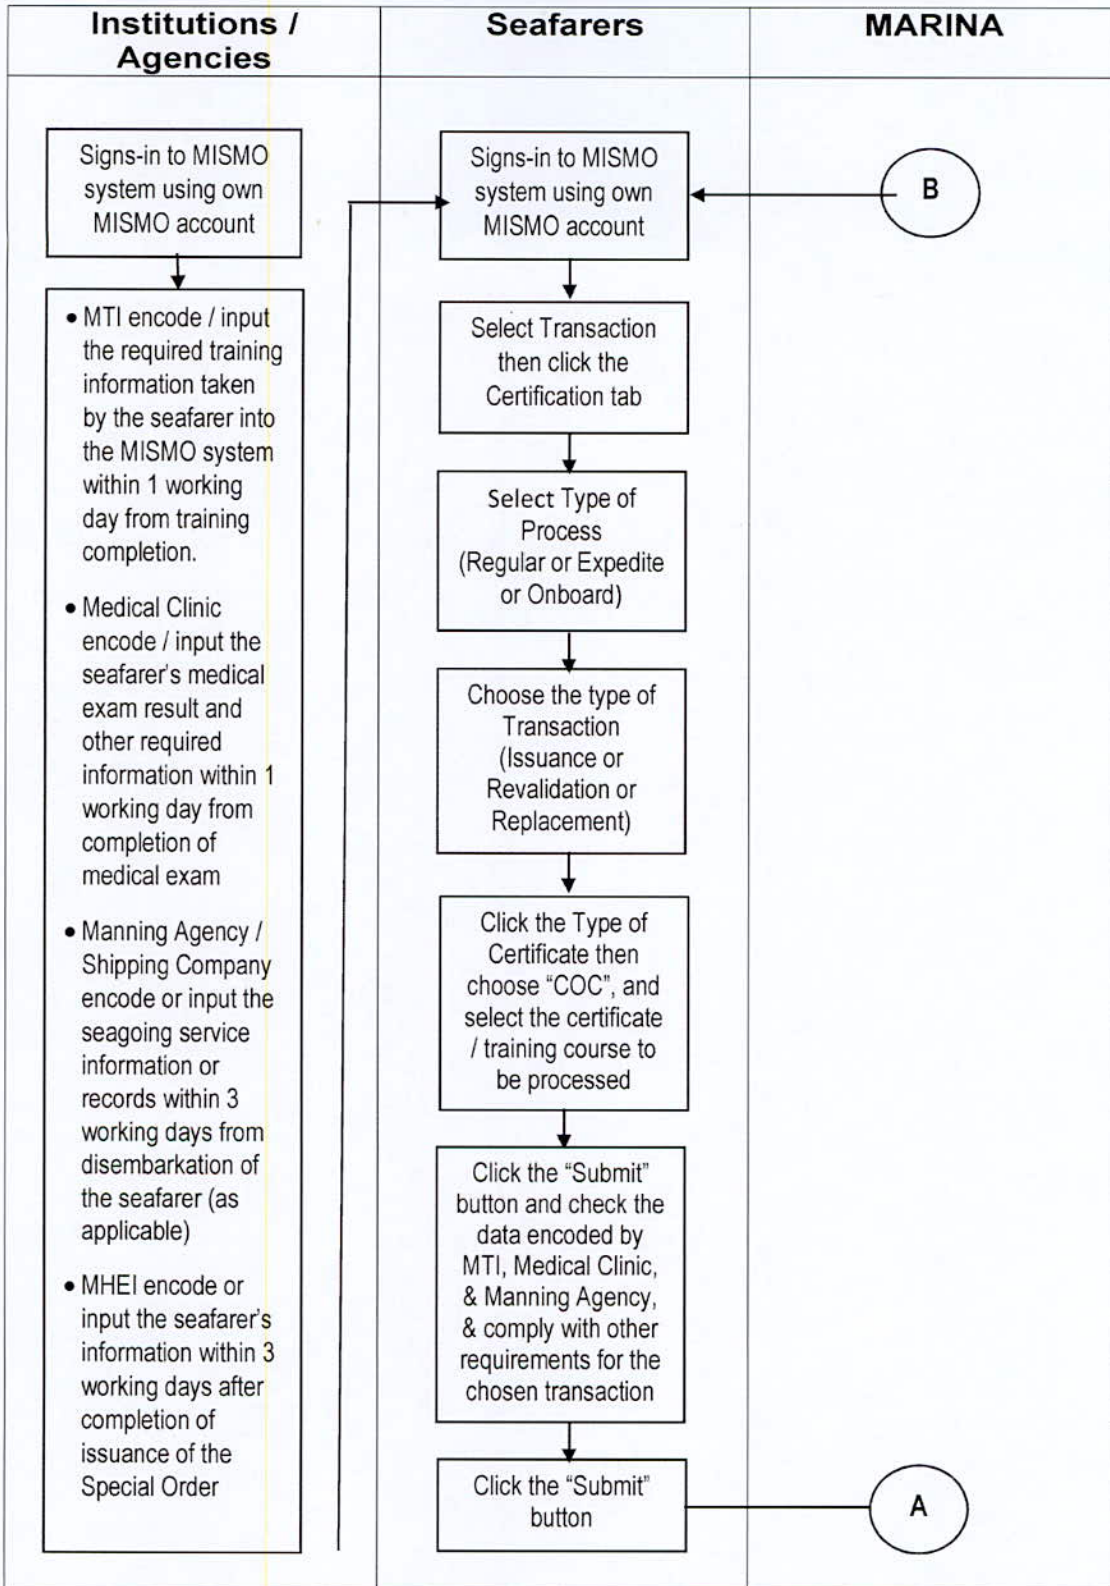 Institutions /
Agencies
Seafarers
MARINA
Signs-in to MISMO
system using own
MISMO account
• MTI encode / input
the required training
information taken
by the seafarer into
the MISMO system
within 1 working
day from training
completion.
• Medical Clinic
encode / input the
seafarer's medical
exam result and
other required
information within 1
working day from
completion of
medical exam
• Manning Agency /
Shipping Company
encode or input the
seagoing service
information or
records within 3
working days from
disembarkation of
the seafarer (as
applicable)
• MHEI encode or
input the seafarer's
information within 3
working days after
completion of
issuance of the
Special Order
Signs-in to MISMO
system using own
MISMO account
Select Transaction
then click the
Certification tab
Select Type of
Process
(Regular or Expedite
or Onboard)
Choose the type of
Transaction
(Issuance or
Revalidation or
Replacement)
Click the Type of
Certificate then
choose “COC”, and
select the certificate
/ training course to
be processed
Click the “Submit”
button and check the
data encoded by
MTI, Medical Clinic,
& Manning Agency,
& comply with other
requirements for the
chosen transaction
Click the “Submit”
button
B
A